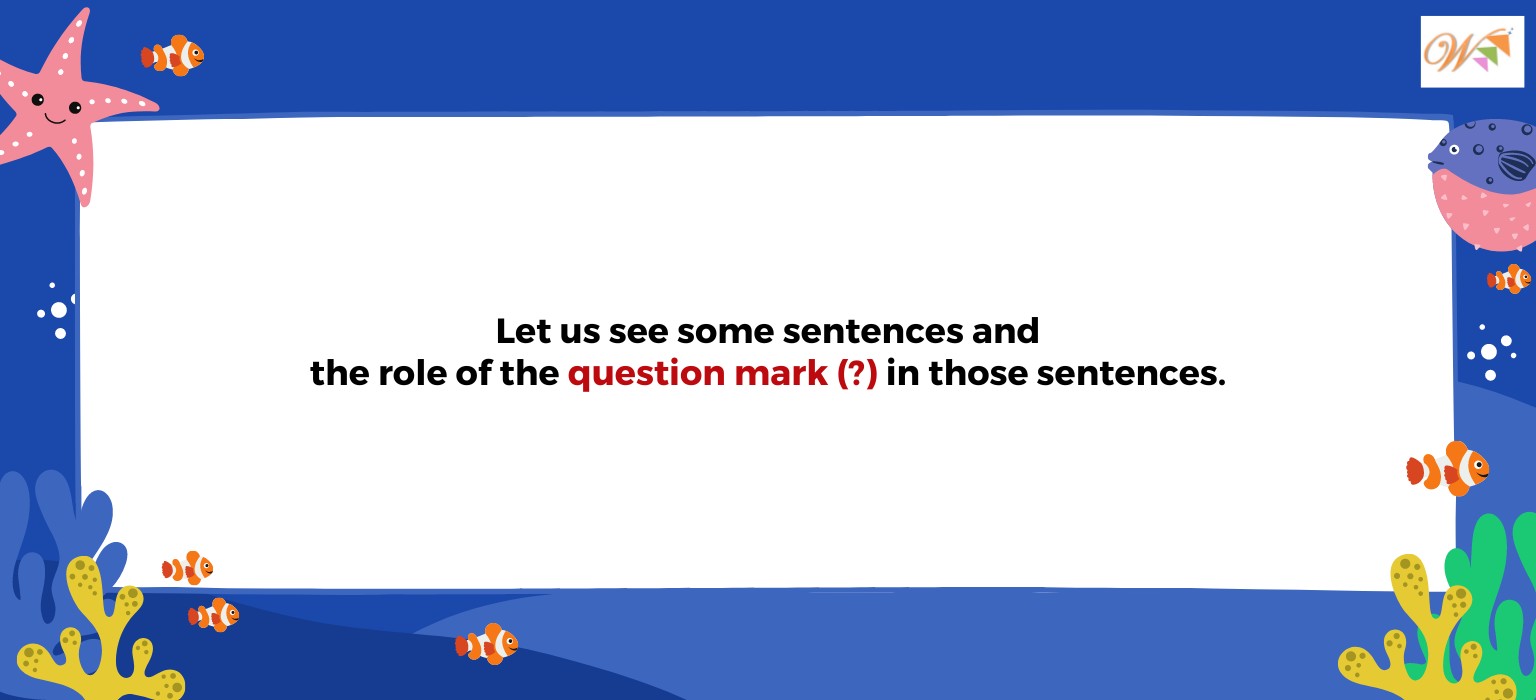 W
Let us see some sentences and
the role of the question mark (?) in those sentences.